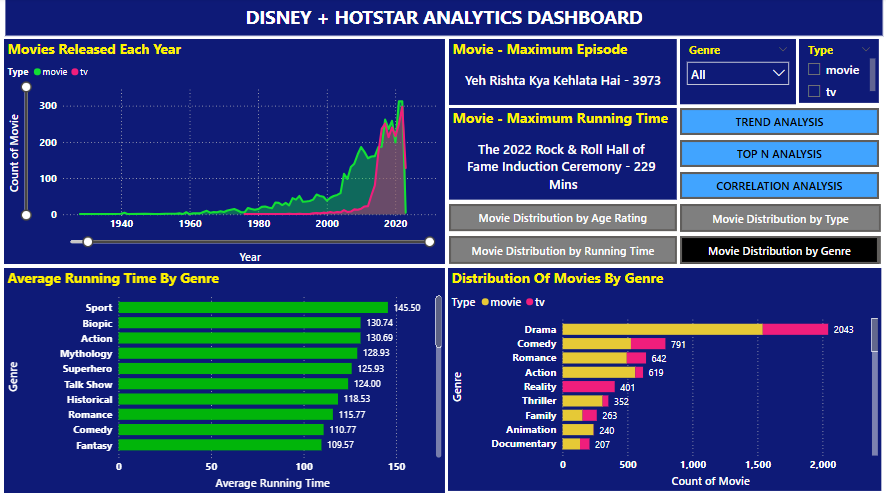 DISNEY + HOTSTAR ANALYTICS DASHBOARD
Movies Released Each Year
Type movie tv
Count of Movie
300
200
100
0
1940 1960 1980 2000 2020
Year
Movie - Maximum Episode
Yeh Rishta Kya Kehlata Hai - 3973
Movie - Maximum Running Time
The 2022 Rock & Roll Hall of
Fame Induction Ceremony - 229
Mins
Genre
All
Type
movie
tv
TREND ANALYSIS
TOP N ANALYSIS
CORRELATION ANALYSIS
Movie Distribution by Age Rating
Movie Distribution by Type
Movie Distribution by Running Time
Movie Distribution by Genre
Average Running Time By Genre
Genre
Sport 145.50
Biopic 130.74
Action 130.69
Mythology 128.93
Superhero 125.93
Talk Show 124.00
Historical 118.53
Romance 115.77
Comedy 110.77
Fantasy 109.57
0 50 100 150
Average Running Time
Distribution Of Movies By Genre
Type movie tv
Genre
Drama 2043
Comedy 791
Romance 642
Action 619
Reality 401
Thriller 352
Family 263
Animation 240
Documentary 207
0 500 1,000 1,500 2,000
Count of Movie